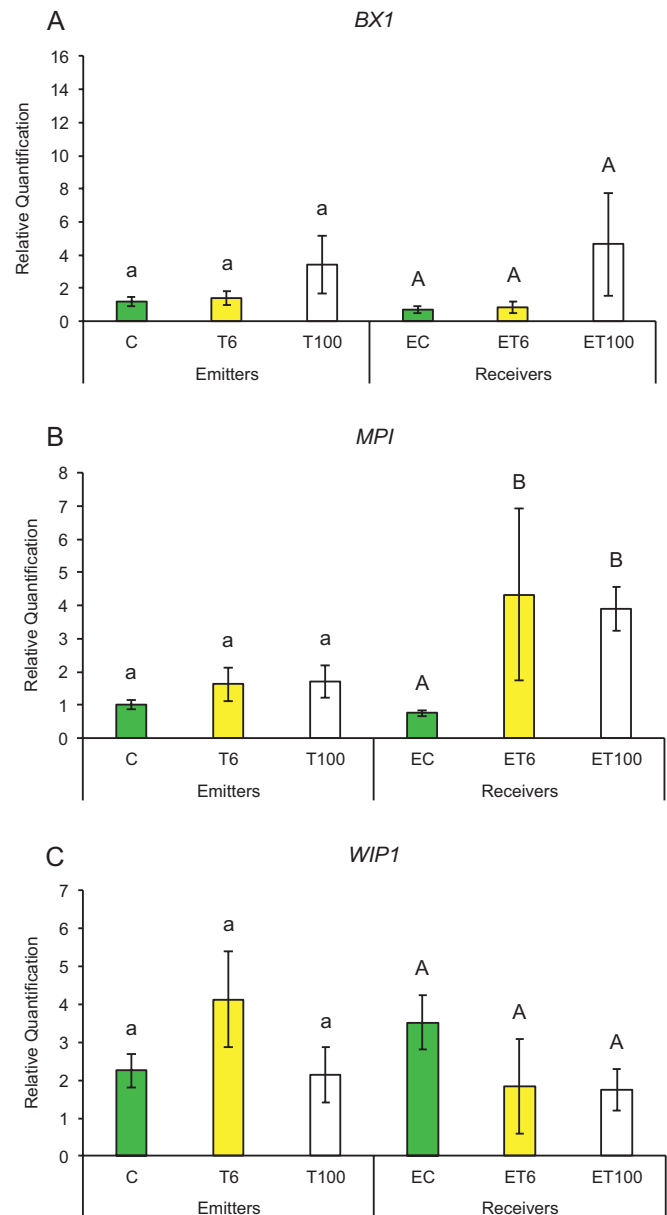 A
BX1
Relative Quantification
16
14
12
10
8
6
4
2
0
a
a
a
A
A
A
C
T6
T100
EC
ET6
ET100
Emitters
Receivers
B
MPI
Relative Quantification
8
7
6
5
4
3
2
1
0
a
a
a
A
B
B
C
T6
T100
EC
ET6
ET100
Emitters
Receivers
C
WIP1
Relative Quantification
7
6
5
4
3
2
1
0
a
a
a
A
A
A
C
T6
T100
EC
ET6
ET100
Emitters
Receivers